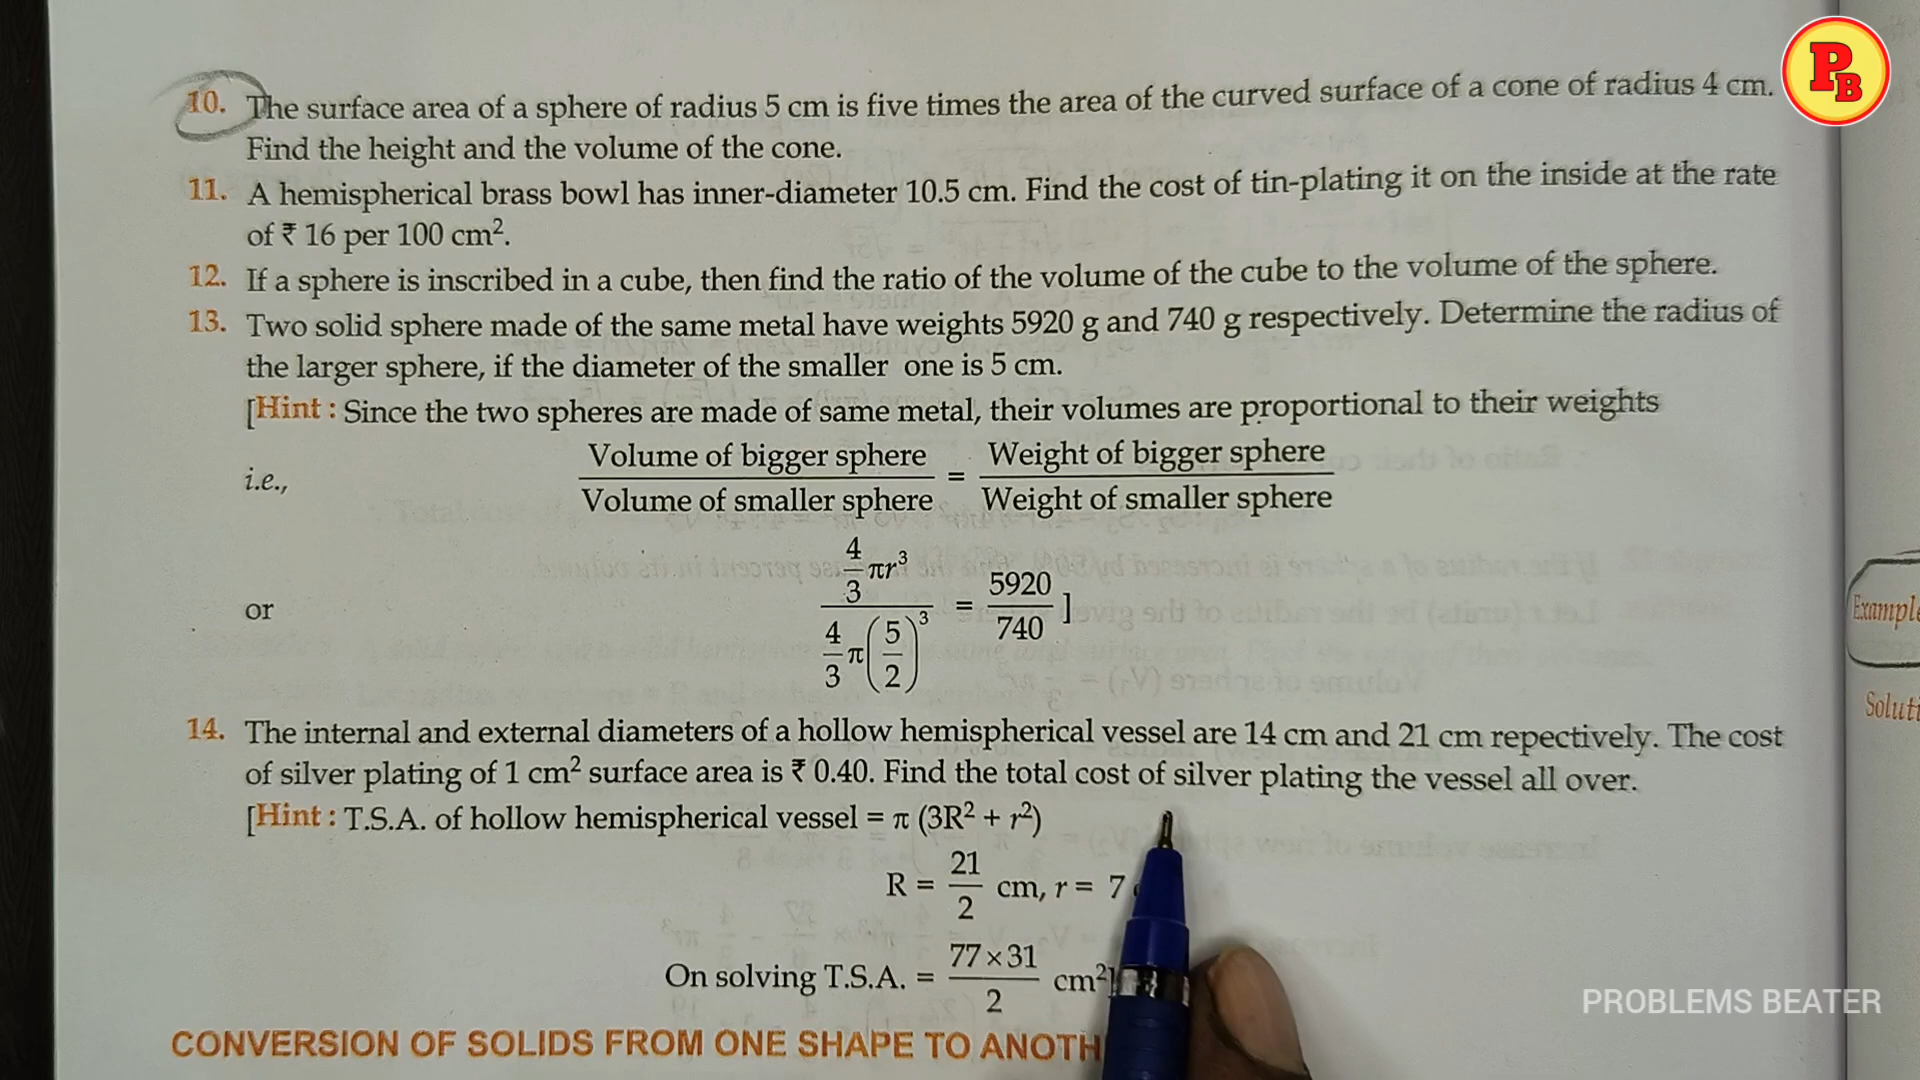 PB
10. The surface area of a sphere of radius 5 cm is five times the area of the curved surface of a cone of radius 4 cm.
Find the height and the volume of the cone.
11. A hemispherical brass bowl has inner-diameter 10.5 cm. Find the cost of tin-plating it on the inside at the rate
of ₹ 16 per 100 cm².
12. If a sphere is inscribed in a cube, then find the ratio of the volume of the cube to the volume of the sphere.
13. Two solid sphere made of the same metal have weights 5920 g and 740 g respectively. Determine the radius of
the larger sphere, if the diameter of the smaller one is 5 cm.
[Hint : Since the two spheres are made of same metal, their volumes are proportional to their weights
i.e., Volume of bigger sphere / Volume of smaller sphere = Weight of bigger sphere / Weight of smaller sphere
or (4/3 πr³) / (4/3 π(5/2)³) = 5920/740 ]
14. The internal and external diameters of a hollow hemispherical vessel are 14 cm and 21 cm repectively. The cost
of silver plating of 1 cm² surface area is ₹ 0.40. Find the total cost of silver plating the vessel all over.
[Hint : T.S.A. of hollow hemispherical vessel = π (3R² + r²)
R = 21/2 cm, r = 7
On solving T.S.A. = 77×31/2 cm²]
CONVERSION OF SOLIDS FROM ONE SHAPE TO ANOTH
Example
Soluti
PROBLEMS BEATER